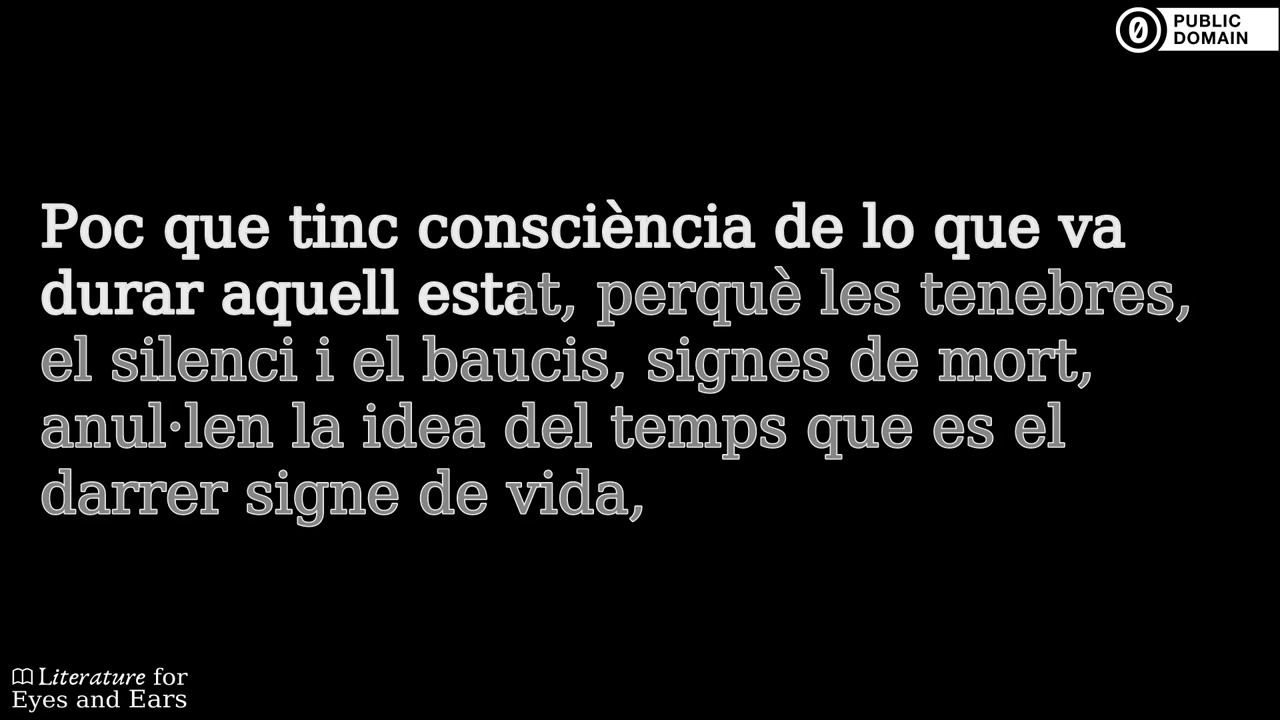 PUBLIC
DOMAIN
Poc que tinc consciència de lo que va
durar aquell estat, perquè les tenebres,
el silenci i el baucis, signes de mort,
anul·len la idea del temps que es el
darrer signe de vida,
Literature for
Eyes and Ears